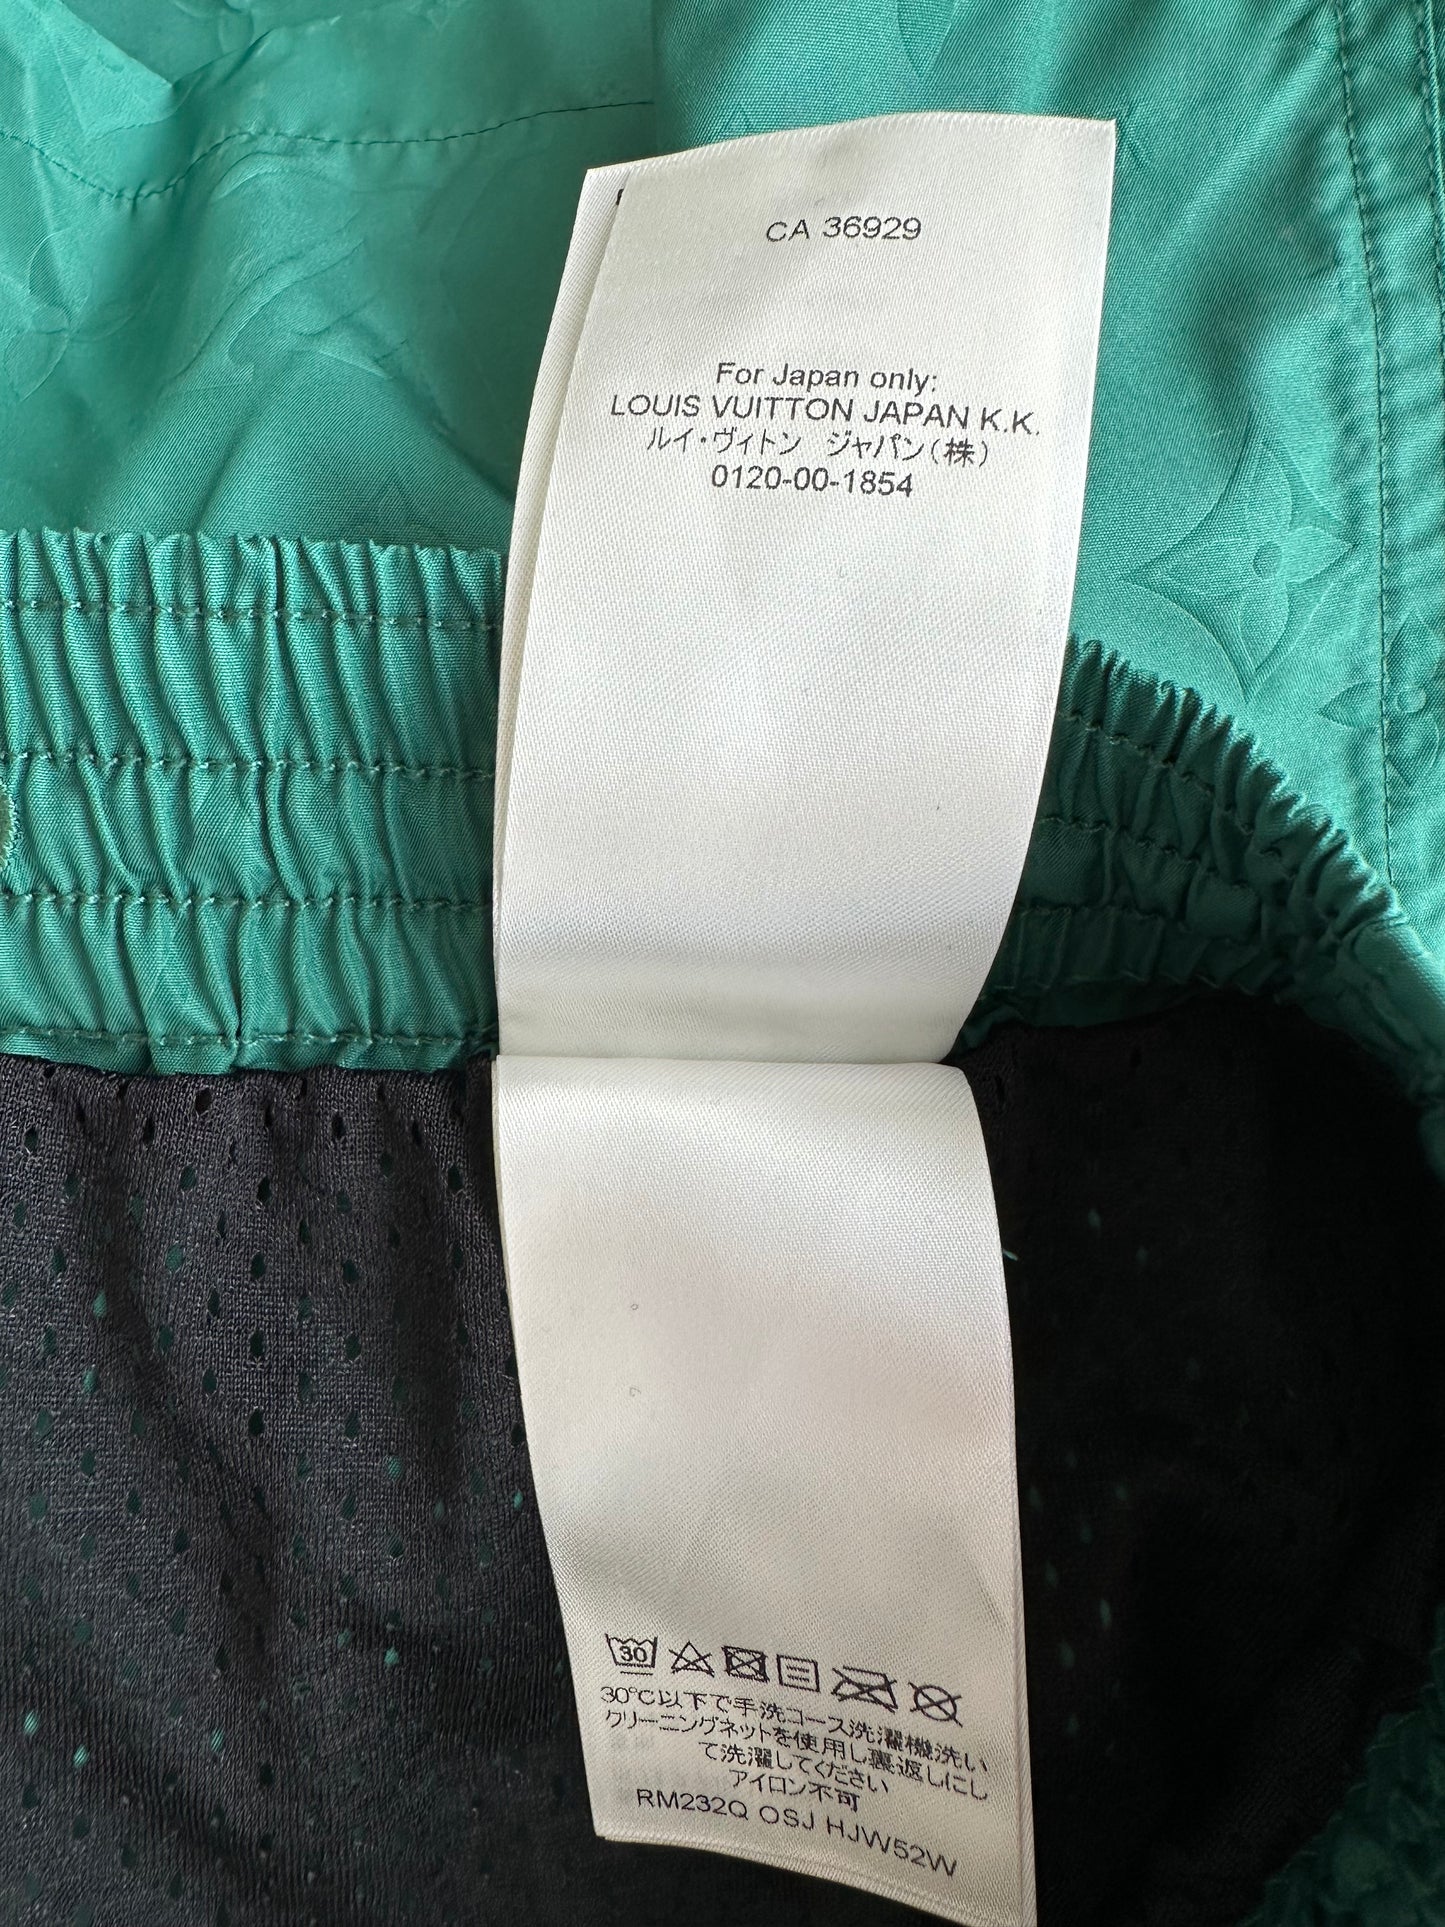 CA 36929
For Japan only:
LOUIS VUITTON JAPAN K.K.
ルイ・ヴィトン ジャパン(株)
0120-00-1854
30
30℃以下で手洗コース洗濯機洗い
クリーニングネットを使用し裏返しにし
て洗濯してください
アイロン不可
RM232Q OSJ HJW52W